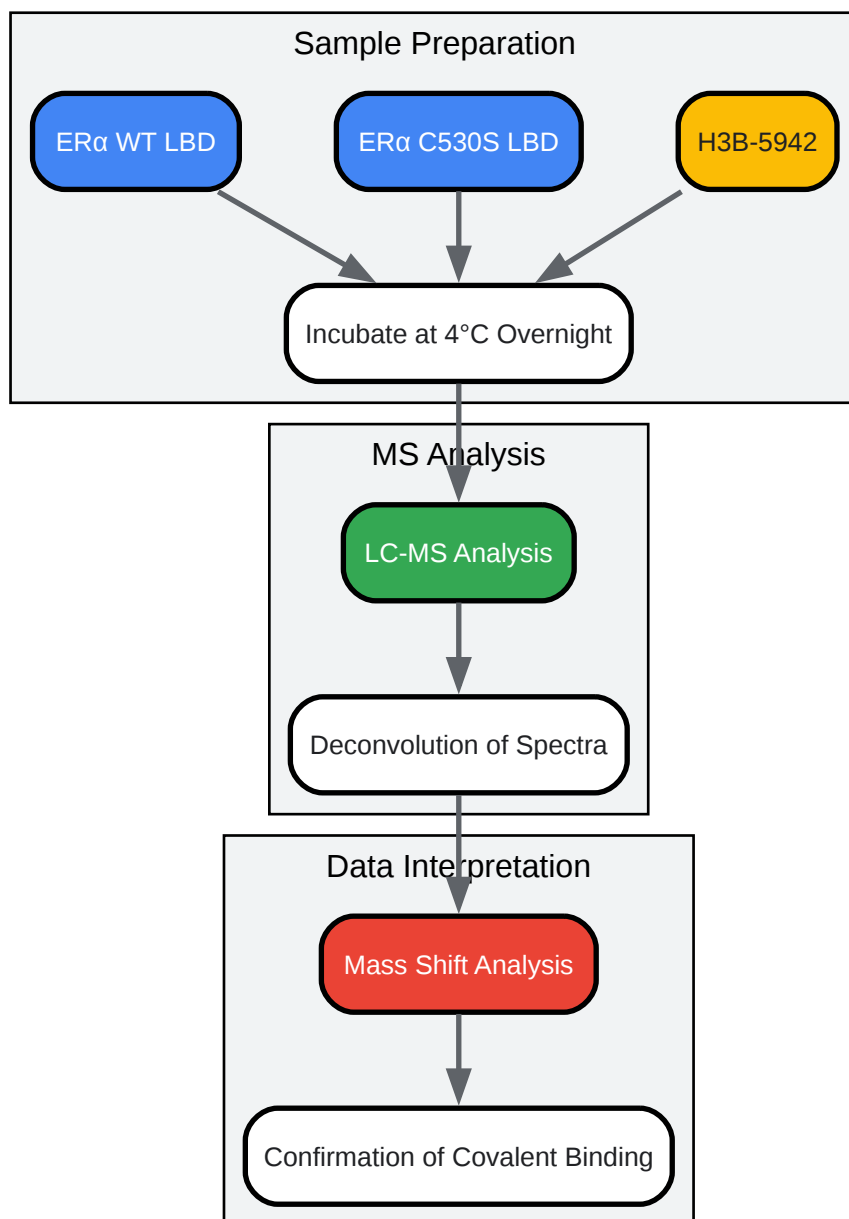 Sample Preparation
ERα WT LBD
ERα C530S LBD
H3B-5942
Incubate at 4°C Overnight
MS Analysis
LC-MS Analysis
Deconvolution of Spectra
Data Interpretation
Mass Shift Analysis
Confirmation of Covalent Binding